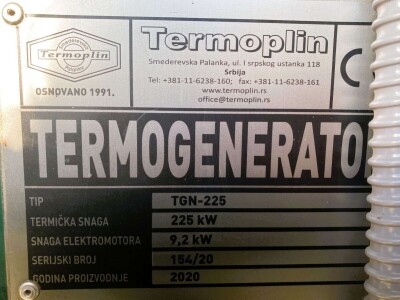 Termoplin
OSNOVANO 1991.
Termoplin
Smederevska Palanka, ul. I srpskog ustanka 118
Srbija
Tel: +381-11-6238-160; fax: +381-11-6238-161
www.termoplin.rs
office@termoplin.rs
TERMOGENERATO
TIP TGN-225
TERMIČKA SNAGA 225 kW
SNAGA ELEKTROMOTORA 9,2 kW
SERIJSKI BROJ 154/20
GODINA PROIZVODNJE 2020